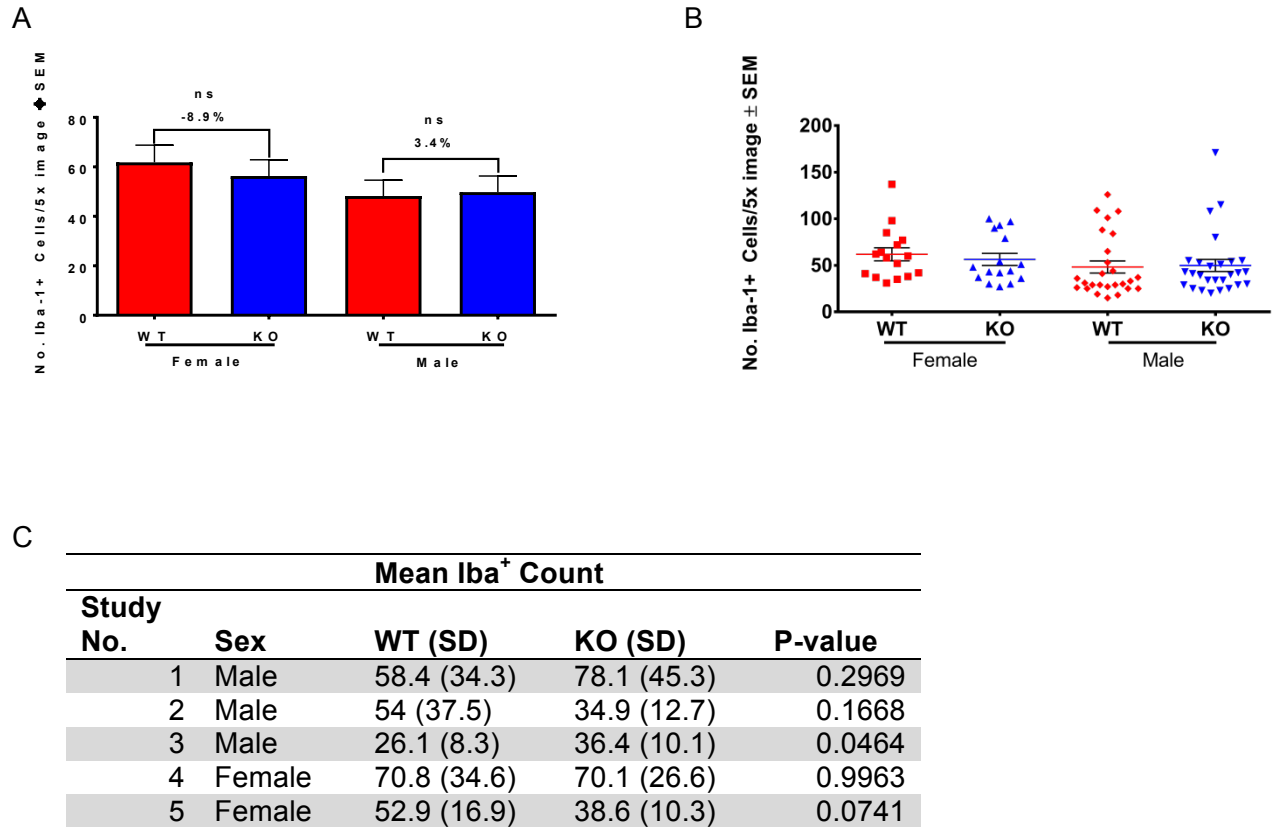 A
No. Iba-1+ Cells/5x image ✦ SEM
ns
-8.9%
ns
3.4%
80
60
40
20
0
WT KO WT KO
Female Male
B
No. Iba-1+ Cells/5x image ± SEM
200
150
100
50
0
WT KO WT KO
Female Male
C
Mean Iba+ Count
Study
No. Sex WT (SD) KO (SD) P-value
1 Male 58.4 (34.3) 78.1 (45.3) 0.2969
2 Male 54 (37.5) 34.9 (12.7) 0.1668
3 Male 26.1 (8.3) 36.4 (10.1) 0.0464
4 Female 70.8 (34.6) 70.1 (26.6) 0.9963
5 Female 52.9 (16.9) 38.6 (10.3) 0.0741